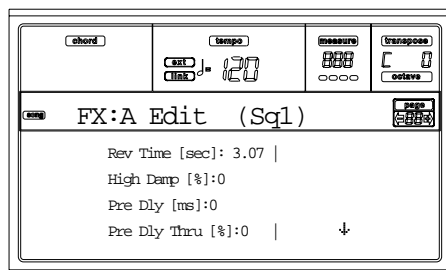 chord tempo measure transpose
ext ♩= 120 888 C 0
link octave
song FX:A Edit (Sq1) page
88
Rev Time [sec]: 3.07 |
High Damp [%]:0
Pre Dly [ms]:0
Pre Dly Thru [%]:0 | ↓